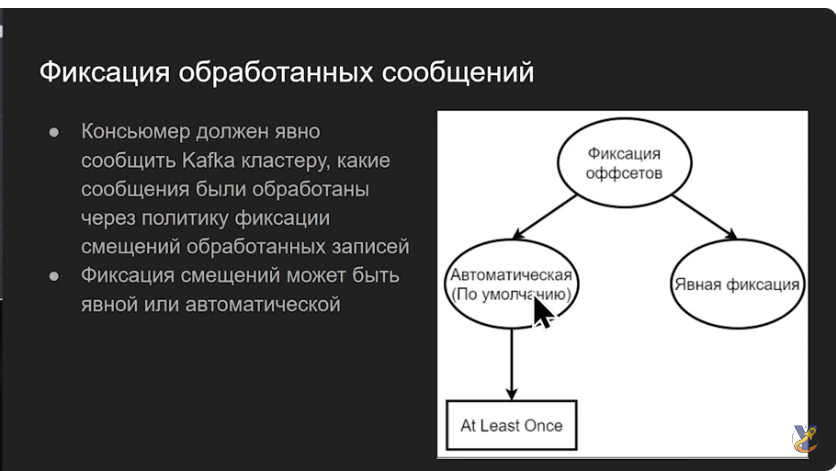 Фиксация обработанных сообщений
● Консьюмер должен явно
сообщить Kafka кластеру, какие
сообщения были обработаны
через политику фиксации
смещений обработанных записей
● Фиксация смещений может быть
явной или автоматической
Фиксация
оффсетов
Автоматическая
(По умолчанию)
Явная фиксация
At Least Once